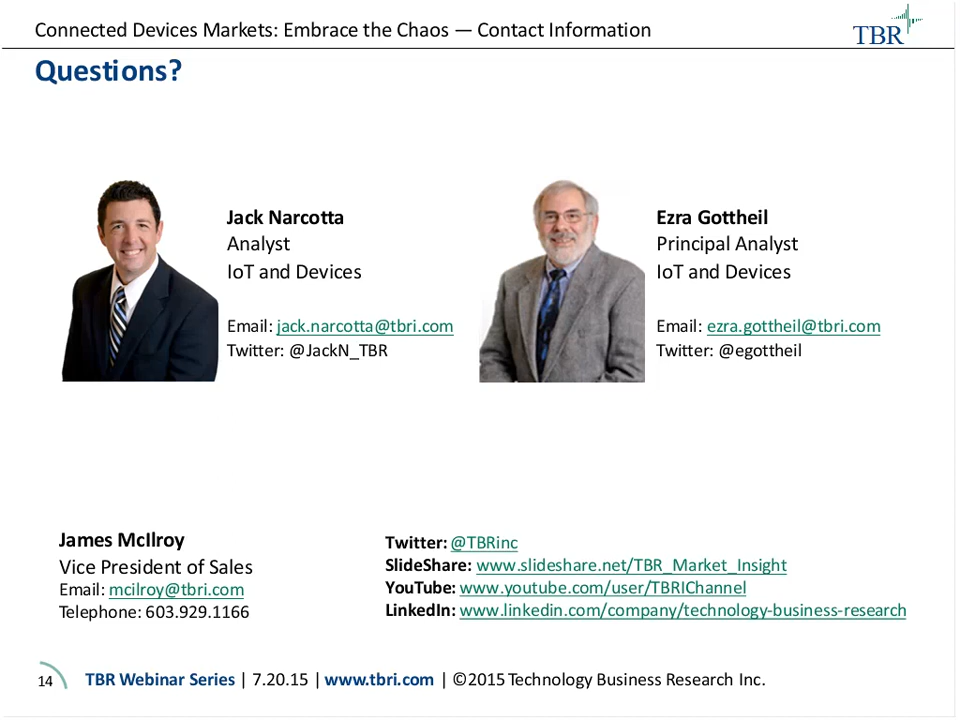 Connected Devices Markets: Embrace the Chaos — Contact Information
TBR
Questions?
Jack Narcotta
Analyst
IoT and Devices
Email: jack.narcotta@tbri.com
Twitter: @JackN_TBR
Ezra Gottheil
Principal Analyst
IoT and Devices
Email: ezra.gottheil@tbri.com
Twitter: @egottheil
James McIlroy
Vice President of Sales
Email: mcilroy@tbri.com
Telephone: 603.929.1166
Twitter: @TBRinc
SlideShare: www.slideshare.net/TBR_Market_Insight
YouTube: www.youtube.com/user/TBRIChannel
LinkedIn: www.linkedin.com/company/technology-business-research
14 TBR Webinar Series | 7.20.15 | www.tbri.com | ©2015 Technology Business Research Inc.